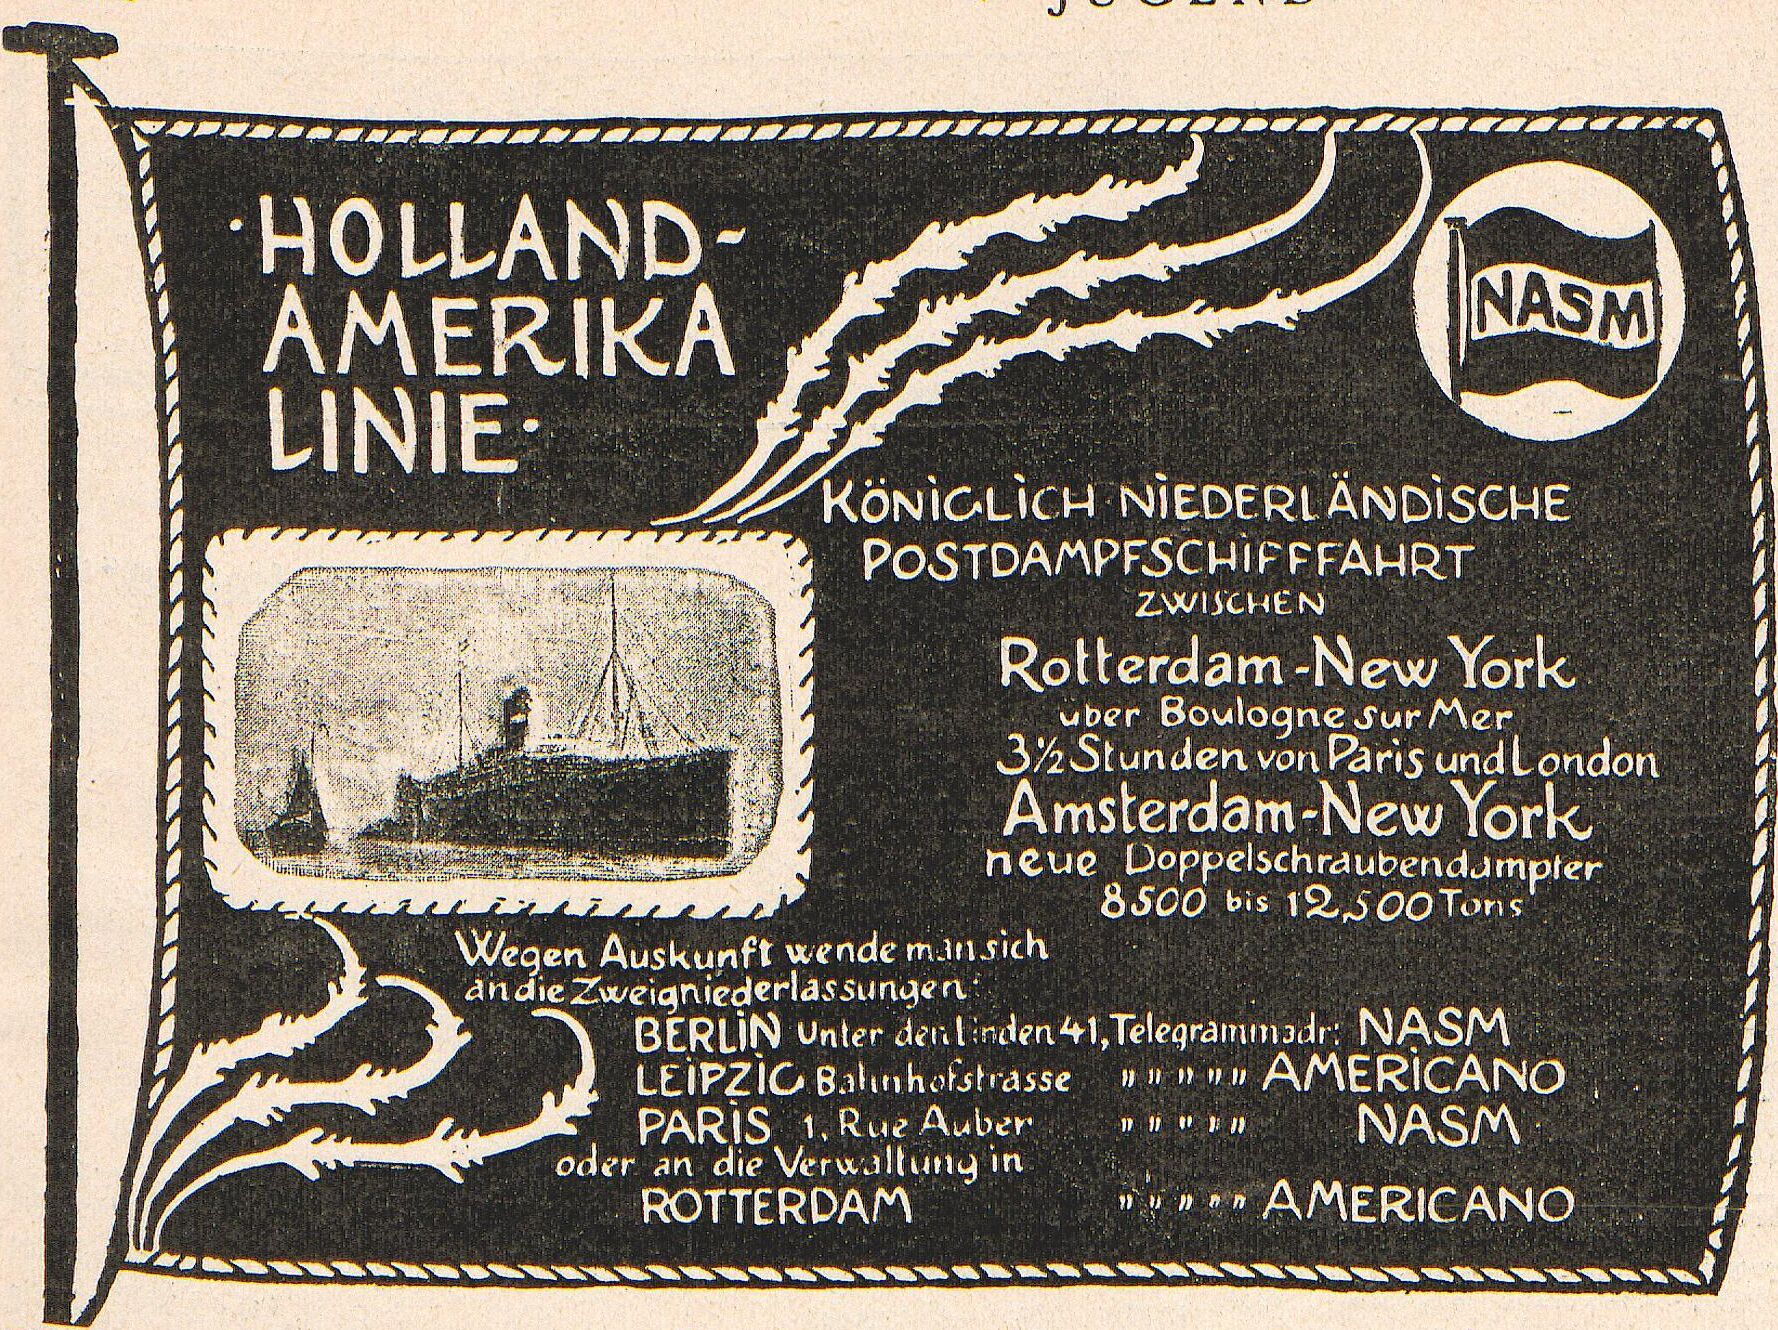 JUGEND
·HOLLAND-
AMERIKA
LINIE·
NASM
KÖNIGLICH NIEDERLÄNDISCHE
POSTDAMPFSCHIFFFAHRT
ZWISCHEN
Rotterdam-New York
über Boulogne sur Mer
3½ Stunden von Paris und London
Amsterdam-New York
neue Doppelschraubendampfer
8500 bis 12,500 Tons
Wegen Auskunft wende man sich
an die Zweigniederlassungen:
BERLIN Unter den Linden 41, Telegrammadr: NASM
LEIPZIG Bahnhofstrasse " " " " " AMERICANO
PARIS 1. Rue Auber " " " " " NASM
oder an die Verwaltung in
ROTTERDAM " " " " " AMERICANO